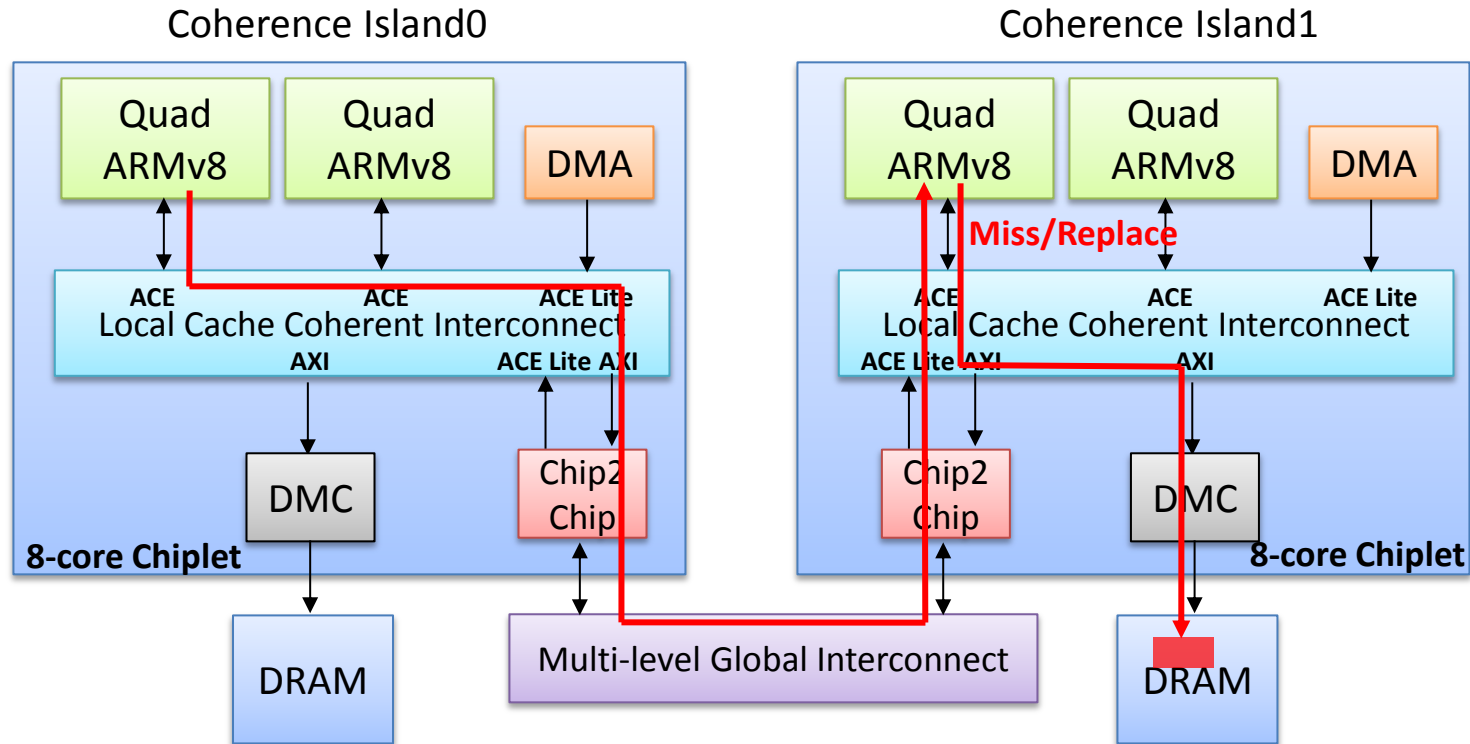 Coherence Island0
Coherence Island1
Quad
ARMv8
Quad
ARMv8
DMA
ACE
ACE
ACE Lite
Local Cache Coherent Interconnect
AXI
ACE Lite AXI
DMC
Chip2
Chip
8-core Chiplet
DRAM
Quad
ARMv8
Quad
ARMv8
DMA
Miss/Replace
ACE
ACE
ACE Lite
Local Cache Coherent Interconnect
ACE Lite AXI
AXI
Chip2
Chip
DMC
8-core Chiplet
Multi-level Global Interconnect
DRAM